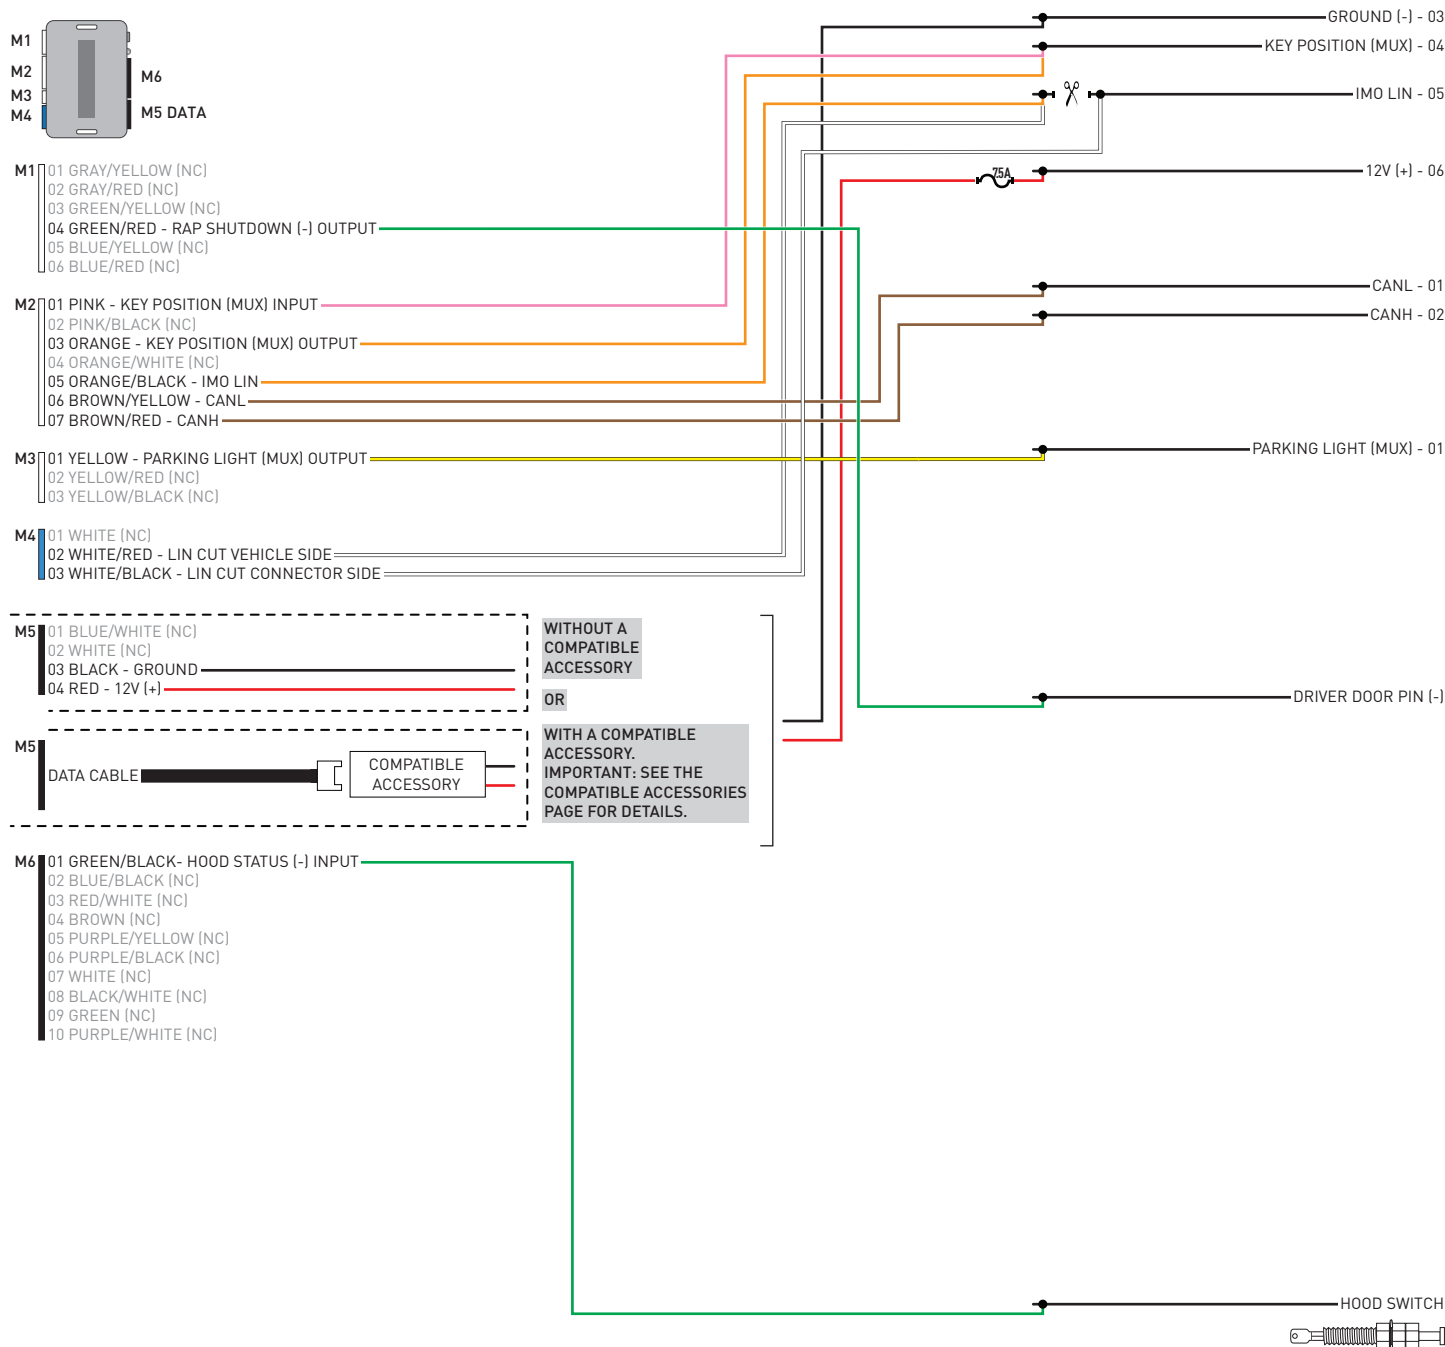 M1
M2
M3
M4
M6
M5 DATA
GROUND (-) - 03
KEY POSITION (MUX) - 04
IMO LIN - 05
7.5A
12V (+) - 06
CANL - 01
CANH - 02
PARKING LIGHT (MUX) - 01
DRIVER DOOR PIN (-)
HOOD SWITCH
M1
01 GRAY/YELLOW (NC)
02 GRAY/RED (NC)
03 GREEN/YELLOW (NC)
04 GREEN/RED - RAP SHUTDOWN (-) OUTPUT
05 BLUE/YELLOW (NC)
06 BLUE/RED (NC)
M2
01 PINK - KEY POSITION (MUX) INPUT
02 PINK/BLACK (NC)
03 ORANGE - KEY POSITION (MUX) OUTPUT
04 ORANGE/WHITE (NC)
05 ORANGE/BLACK - IMO LIN
06 BROWN/YELLOW - CANL
07 BROWN/RED - CANH
M3
01 YELLOW - PARKING LIGHT (MUX) OUTPUT
02 YELLOW/RED (NC)
03 YELLOW/BLACK (NC)
M4
01 WHITE (NC)
02 WHITE/RED - LIN CUT VEHICLE SIDE
03 WHITE/BLACK - LIN CUT CONNECTOR SIDE
M5
01 BLUE/WHITE (NC)
02 WHITE (NC)
03 BLACK - GROUND
04 RED - 12V (+)
WITHOUT A
COMPATIBLE
ACCESSORY
OR
M5
DATA CABLE
COMPATIBLE
ACCESSORY
WITH A COMPATIBLE
ACCESSORY.
IMPORTANT: SEE THE
COMPATIBLE ACCESSORIES
PAGE FOR DETAILS.
M6
01 GREEN/BLACK- HOOD STATUS (-) INPUT
02 BLUE/BLACK (NC)
03 RED/WHITE (NC)
04 BROWN (NC)
05 PURPLE/YELLOW (NC)
06 PURPLE/BLACK (NC)
07 WHITE (NC)
08 BLACK/WHITE (NC)
09 GREEN (NC)
10 PURPLE/WHITE (NC)